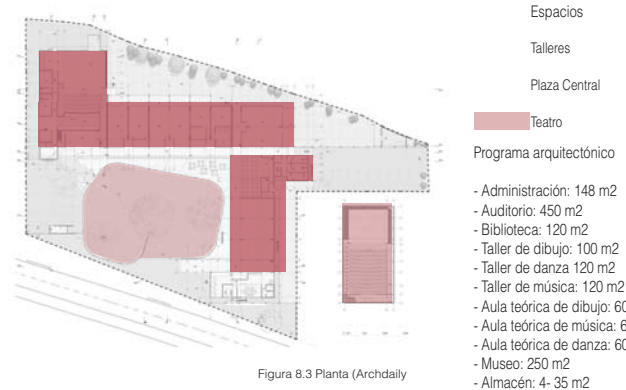 Espacios
Talleres
Plaza Central
Teatro
Programa arquitectónico
- Administración: 148 m2
- Auditorio: 450 m2
- Biblioteca: 120 m2
- Taller de dibujo: 100 m2
- Taller de danza 120 m2
- Taller de música: 120 m2
- Aula teórica de dibujo: 60
- Aula teórica de música: 6
- Aula teórica de danza: 60
- Museo: 250 m2
- Almacén: 4- 35 m2
Figura 8.3 Planta (Archdaily